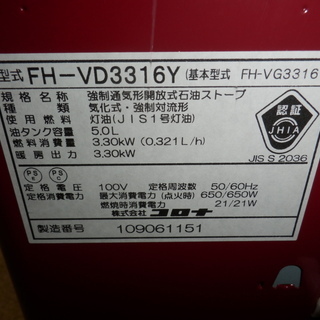 型式 FH-VD3316Y (基本型式 FH-VG3316
規格 強制通気形開放式石油ストーブ
種類 気化式・強制対流形
使用燃料 灯油(JIS1号灯油)
油タンク容量 5.0L
燃料消費量 3.30kW (0.321L/h)
暖房出力 3.30kW
認証
JHIA
JIS S 2036
PS C PS E
定格電圧 100V 定格周波数 50/60Hz
定格消費電力 最大消費電力(点火時) 650/650W
燃焼時消費電力 21/21W
株式会社 コロナ
製造番号 109061151